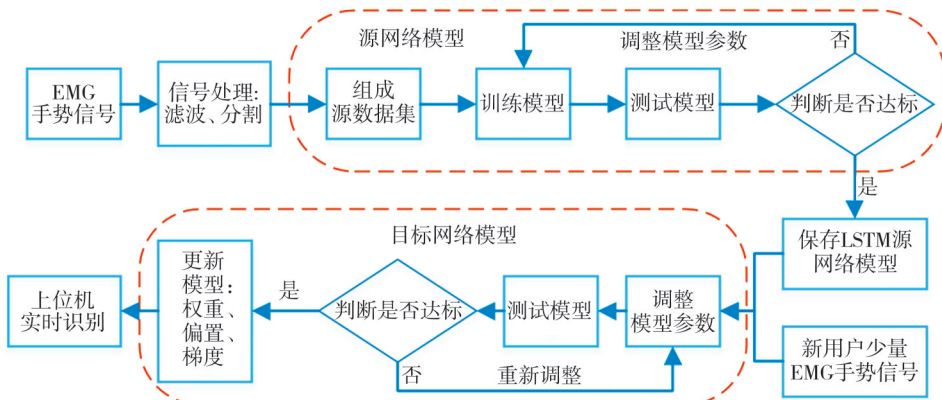 源网络模型
调整模型参数
否
EMG
手势信号
信号处理:
滤波、分割
组成
源数据集
训练模型
测试模型
判断是否达标
是
目标网络模型
保存LSTM源
网络模型
上位机
实时识别
更新
模型:
权重、
偏置、
梯度
是
判断是否达标
测试模型
调整
模型参数
否
重新调整
新用户少量
EMG手势信号